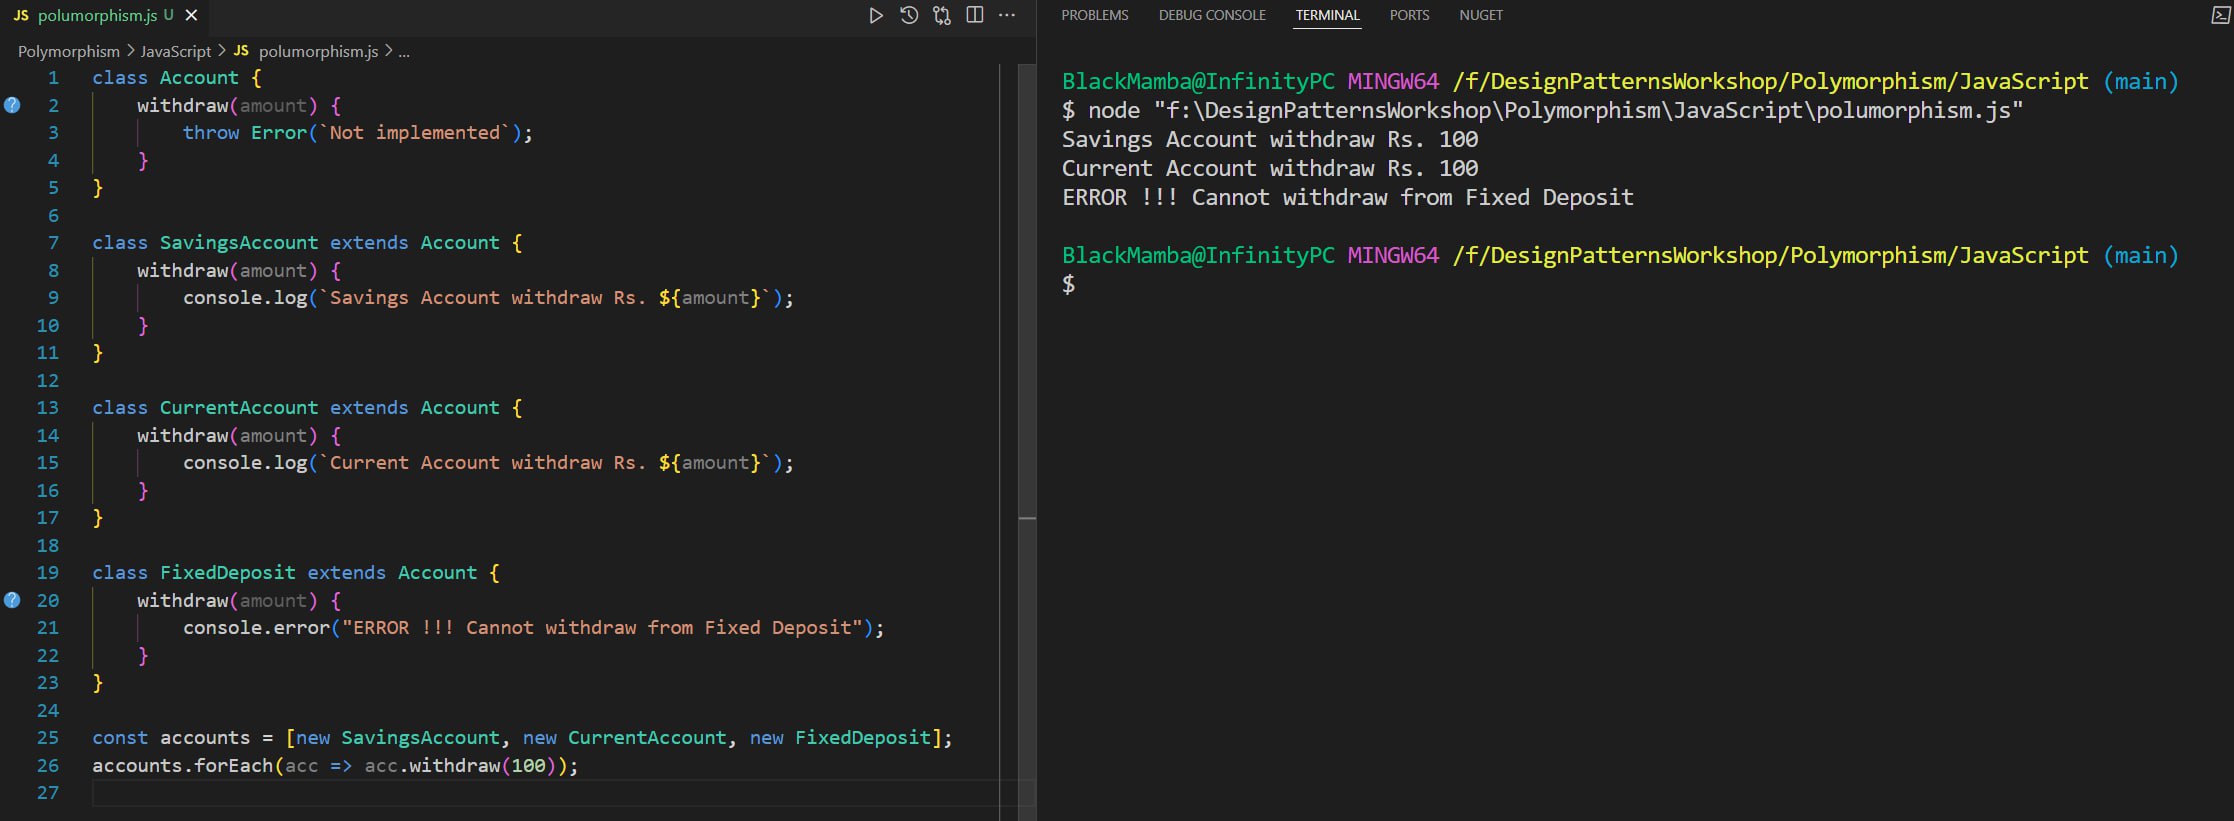 JS polumorphism.js U
Polymorphism > JavaScript > JS polumorphism.js > ...
1 class Account {
2 withdraw(amount) {
3 throw Error(`Not implemented`);
4 }
5 }
6
7 class SavingsAccount extends Account {
8 withdraw(amount) {
9 console.log(`Savings Account withdraw Rs. ${amount}`);
10 }
11 }
12
13 class CurrentAccount extends Account {
14 withdraw(amount) {
15 console.log(`Current Account withdraw Rs. ${amount}`);
16 }
17 }
18
19 class FixedDeposit extends Account {
20 withdraw(amount) {
21 console.error("ERROR !!! Cannot withdraw from Fixed Deposit");
22 }
23 }
24
25 const accounts = [new SavingsAccount, new CurrentAccount, new FixedDeposit];
26 accounts.forEach(acc => acc.withdraw(100));
27
PROBLEMS DEBUG CONSOLE TERMINAL PORTS NUGET
BlackMamba@InfinityPC MINGW64 /f/DesignPatternsWorkshop/Polymorphism/JavaScript (main)
$ node "f:\DesignPatternsWorkshop\Polymorphism\JavaScript\polumorphism.js"
Savings Account withdraw Rs. 100
Current Account withdraw Rs. 100
ERROR !!! Cannot withdraw from Fixed Deposit
BlackMamba@InfinityPC MINGW64 /f/DesignPatternsWorkshop/Polymorphism/JavaScript (main)
$